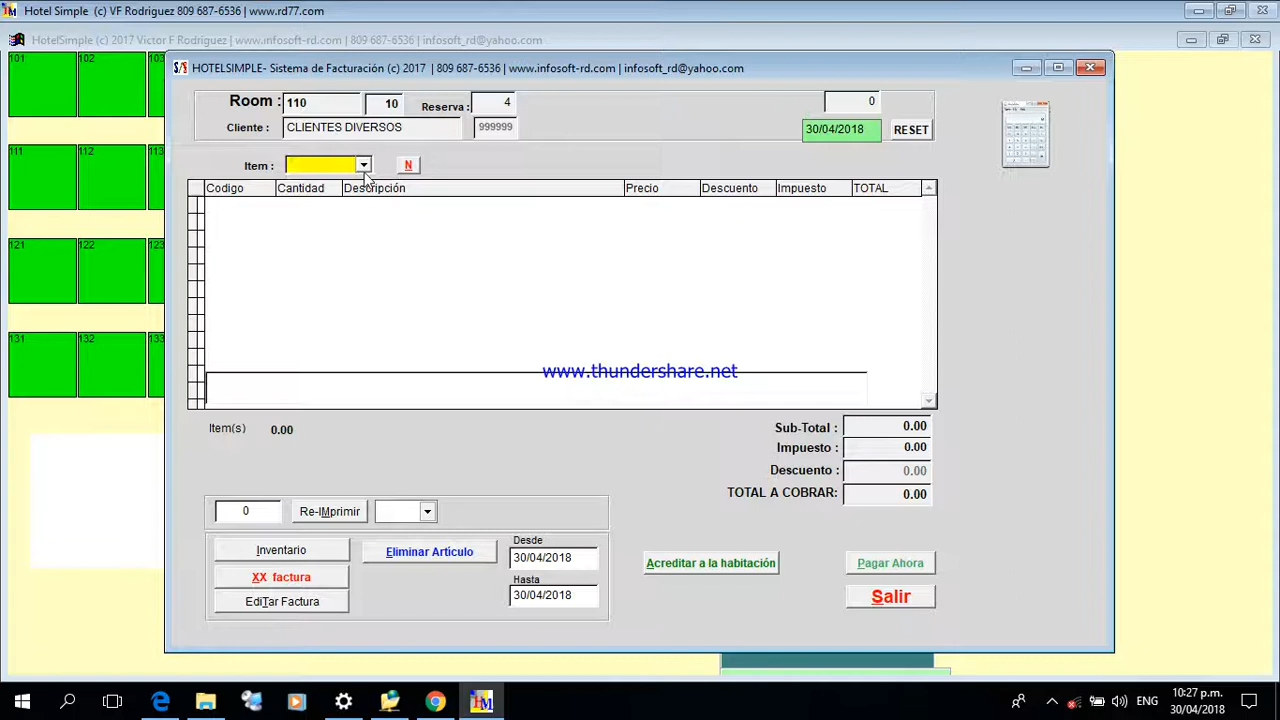 Hotel Simple (c) VF Rodriguez 809 687-6536 | www.rd77.com
HotelSimple (c) 2017 Victor F Rodriguez | www.infosoft-rd.com | 809 687-6536 | infosoft_rd@yahoo.com
101 102 10
HOTELSIMPLE- Sistema de Facturación (c) 2017 | 809 687-6536 | www.infosoft-rd.com | infosoft_rd@yahoo.com
Room : 110 10 Reserva : 4 0
Cliente : CLIENTES DIVERSOS 999999 30/04/2018 RESET
111 112 113
Item : N
Codigo Cantidad Descripción Precio Descuento Impuesto TOTAL
121 122 123
131 132 133
www.thundershare.net
Item(s) 0.00
Sub-Total : 0.00
Impuesto : 0.00
Descuento : 0.00
TOTAL A COBRAR: 0.00
0 Re-IMprimir
Inventario Eliminar Artículo Desde 30/04/2018
XX factura
Hasta 30/04/2018
EdiTar Factura
Acreditar a la habitación Pagar Ahora
Salir
ENG 10:27 p.m.
30/04/2018